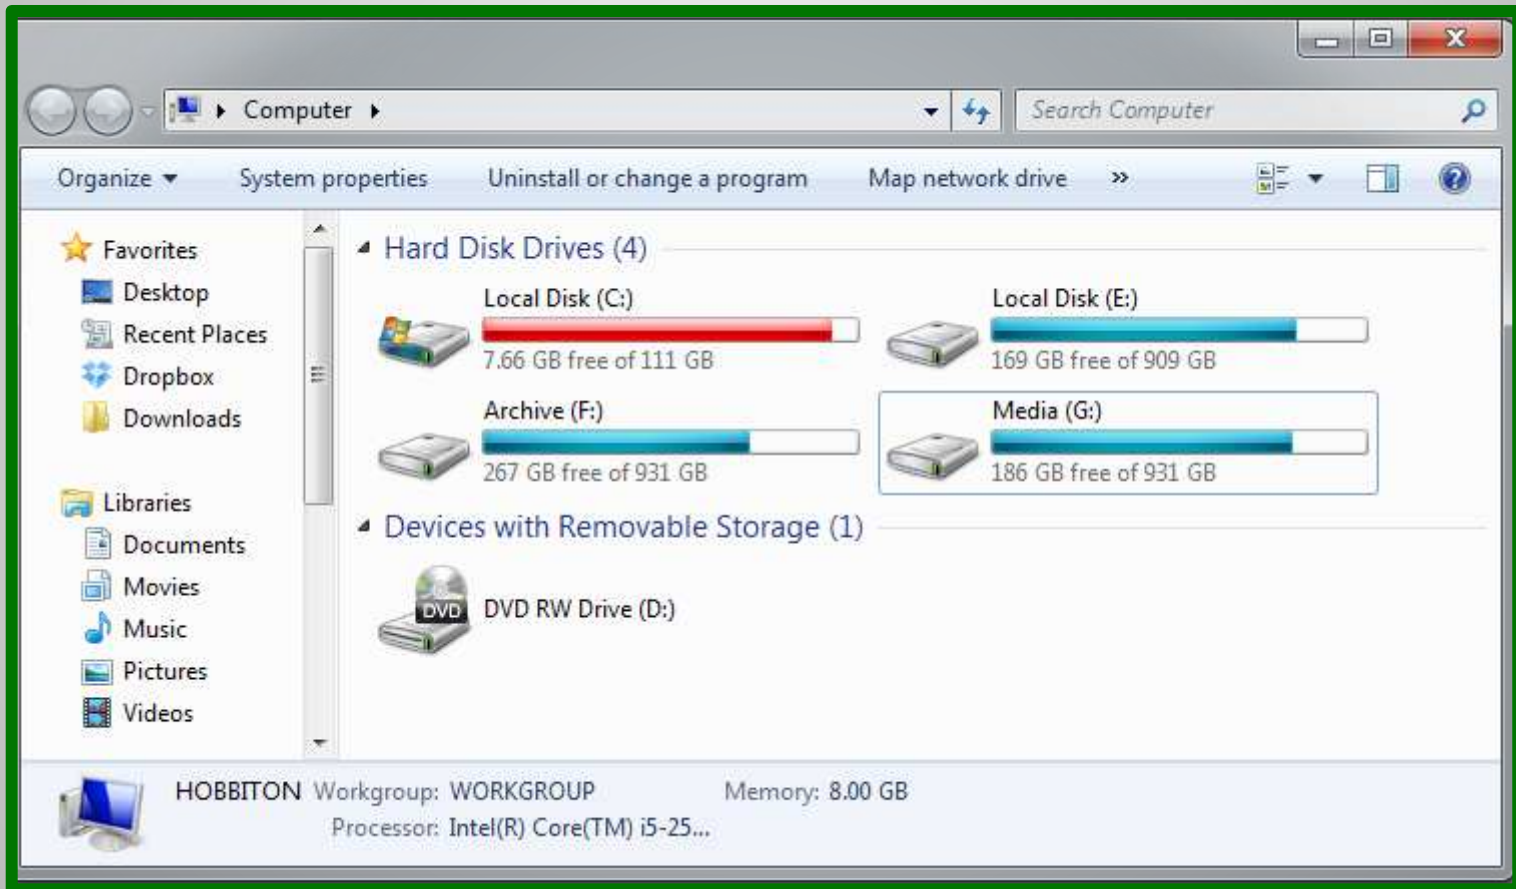 Computer
Search Computer
Organize System properties Uninstall or change a program Map network drive »
Favorites
Desktop
Recent Places
Dropbox
Downloads
Libraries
Documents
Movies
Music
Pictures
Videos
Hard Disk Drives (4)
Local Disk (C:)
7.66 GB free of 111 GB
Local Disk (E:)
169 GB free of 909 GB
Archive (F:)
267 GB free of 931 GB
Media (G:)
186 GB free of 931 GB
Devices with Removable Storage (1)
DVD
DVD RW Drive (D:)
HOBBITON Workgroup: WORKGROUP Memory: 8.00 GB
Processor: Intel(R) Core(TM) i5-25...